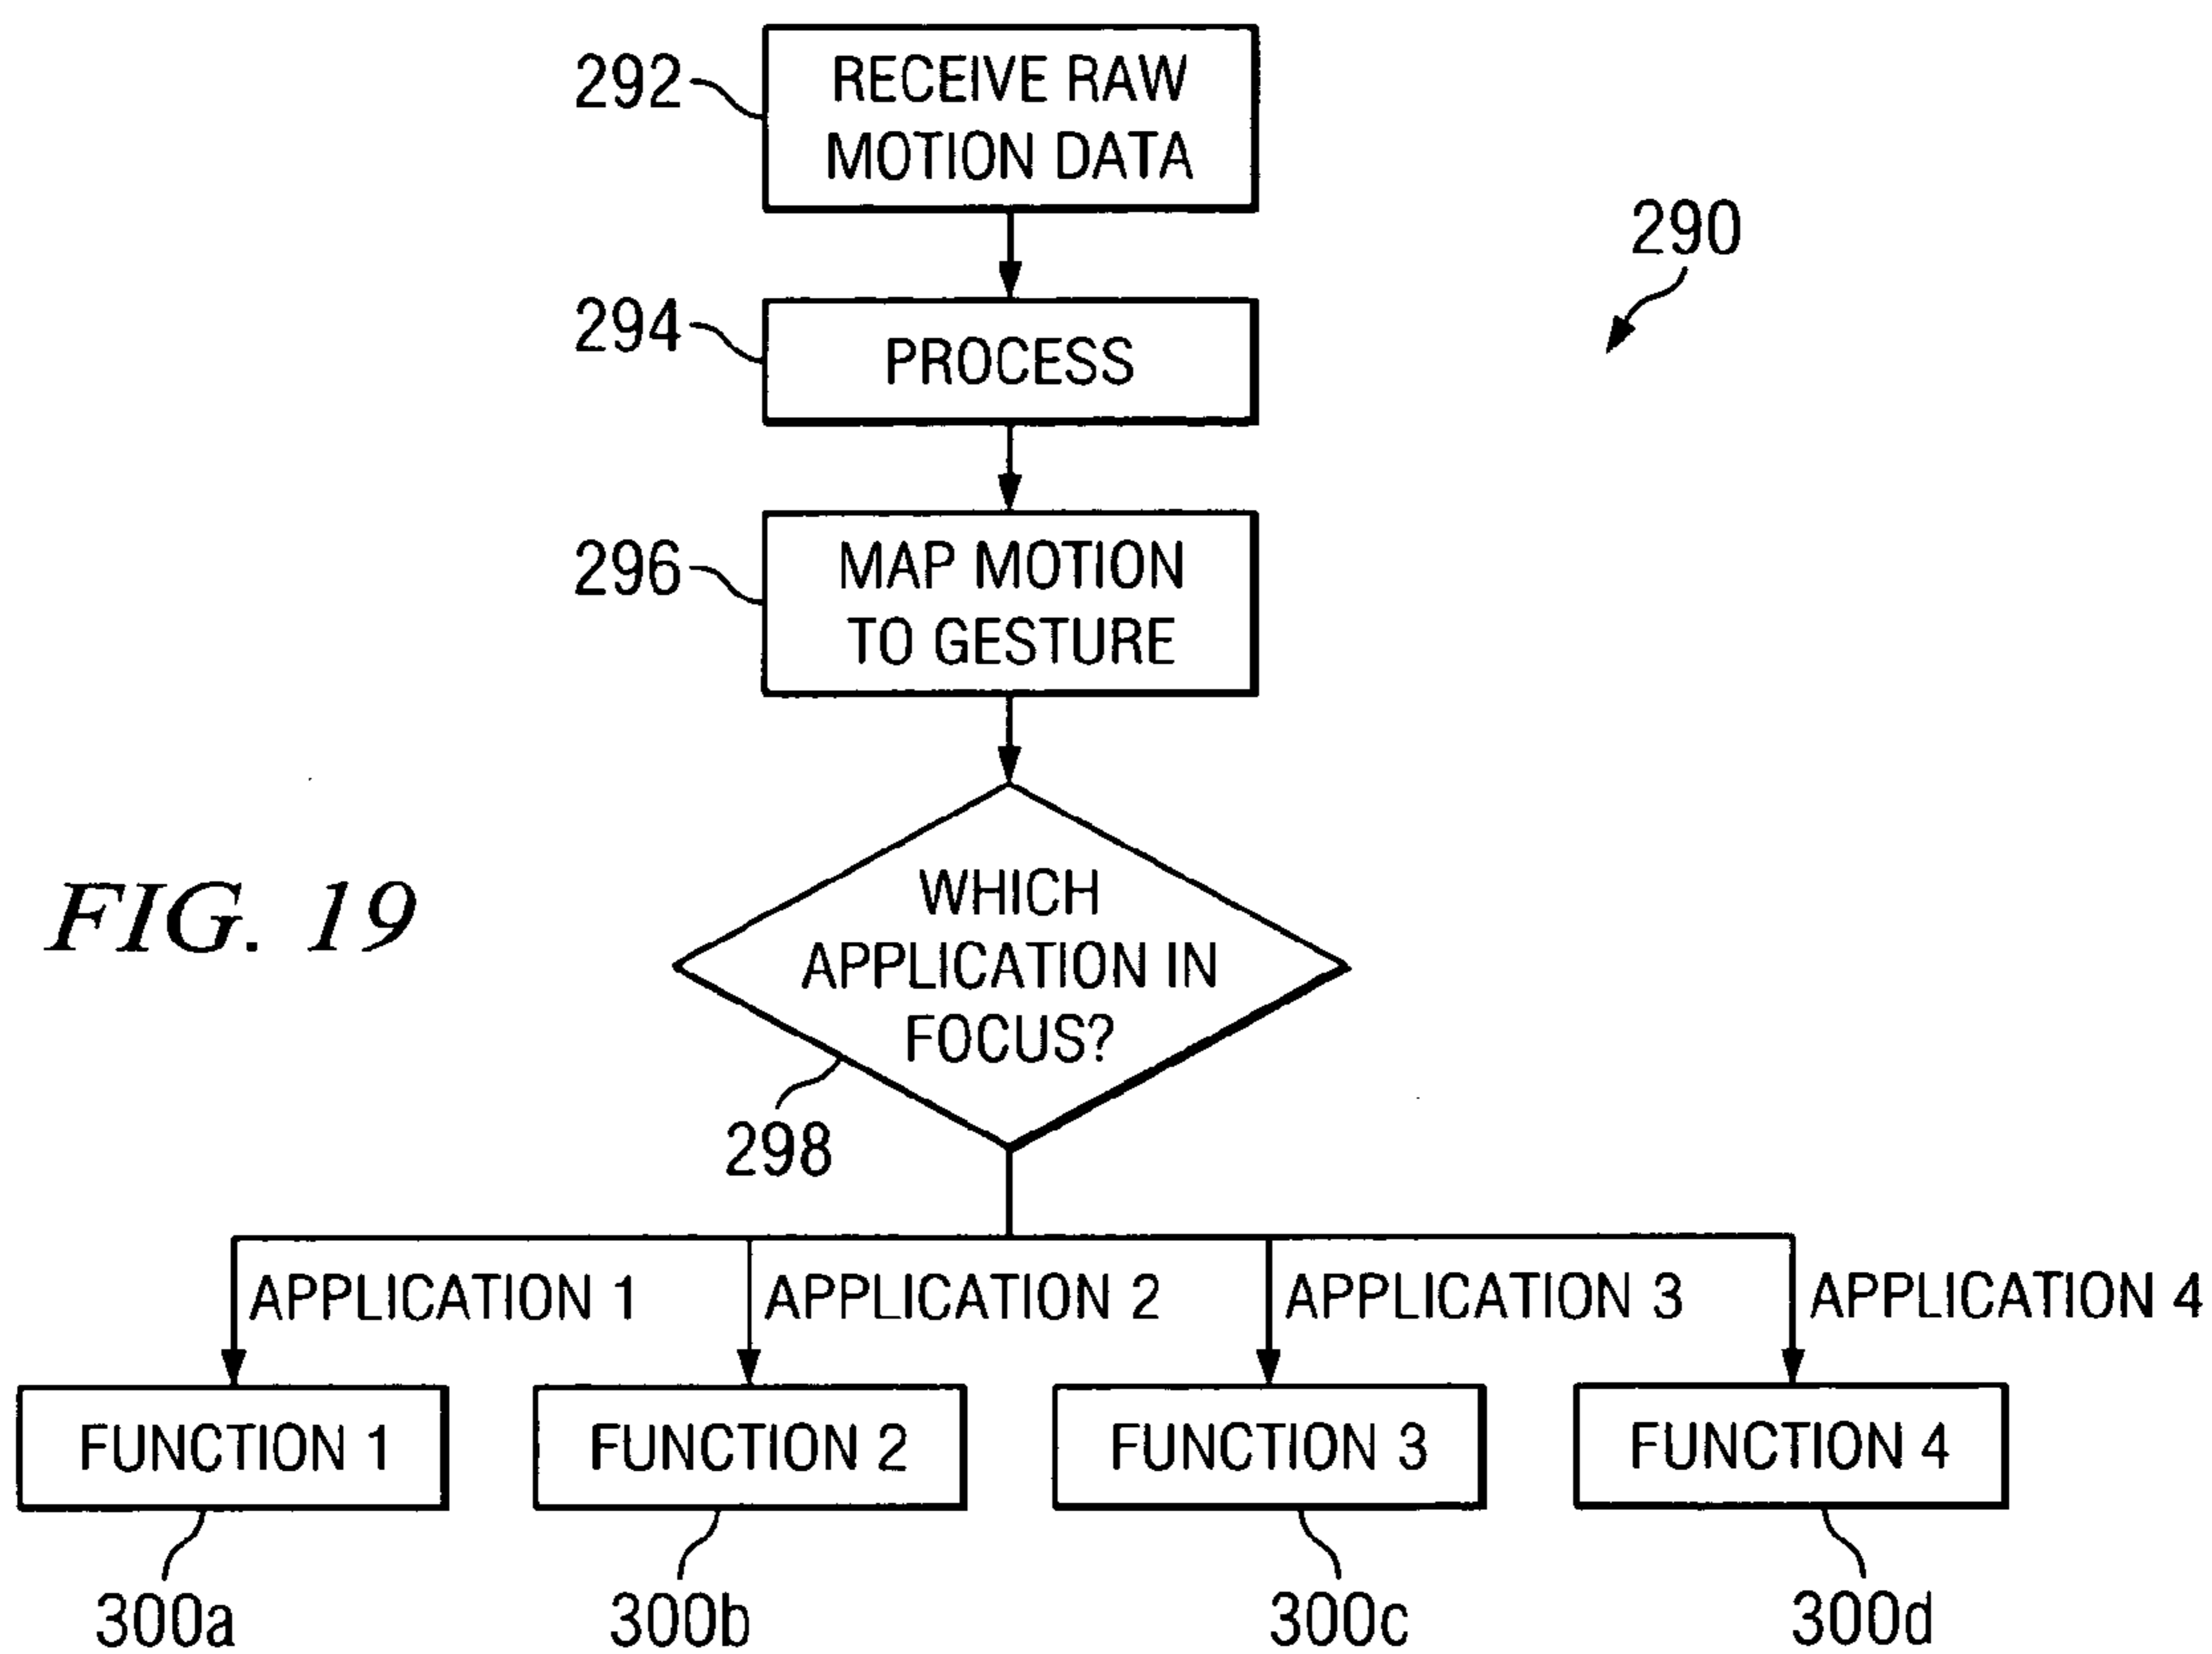 292
RECEIVE RAW
MOTION DATA
290
294
PROCESS
296
MAP MOTION
TO GESTURE
FIG. 19
WHICH
APPLICATION IN
FOCUS?
298
APPLICATION 1
APPLICATION 2
APPLICATION 3
APPLICATION 4
FUNCTION 1
FUNCTION 2
FUNCTION 3
FUNCTION 4
300a
300b
300c
300d